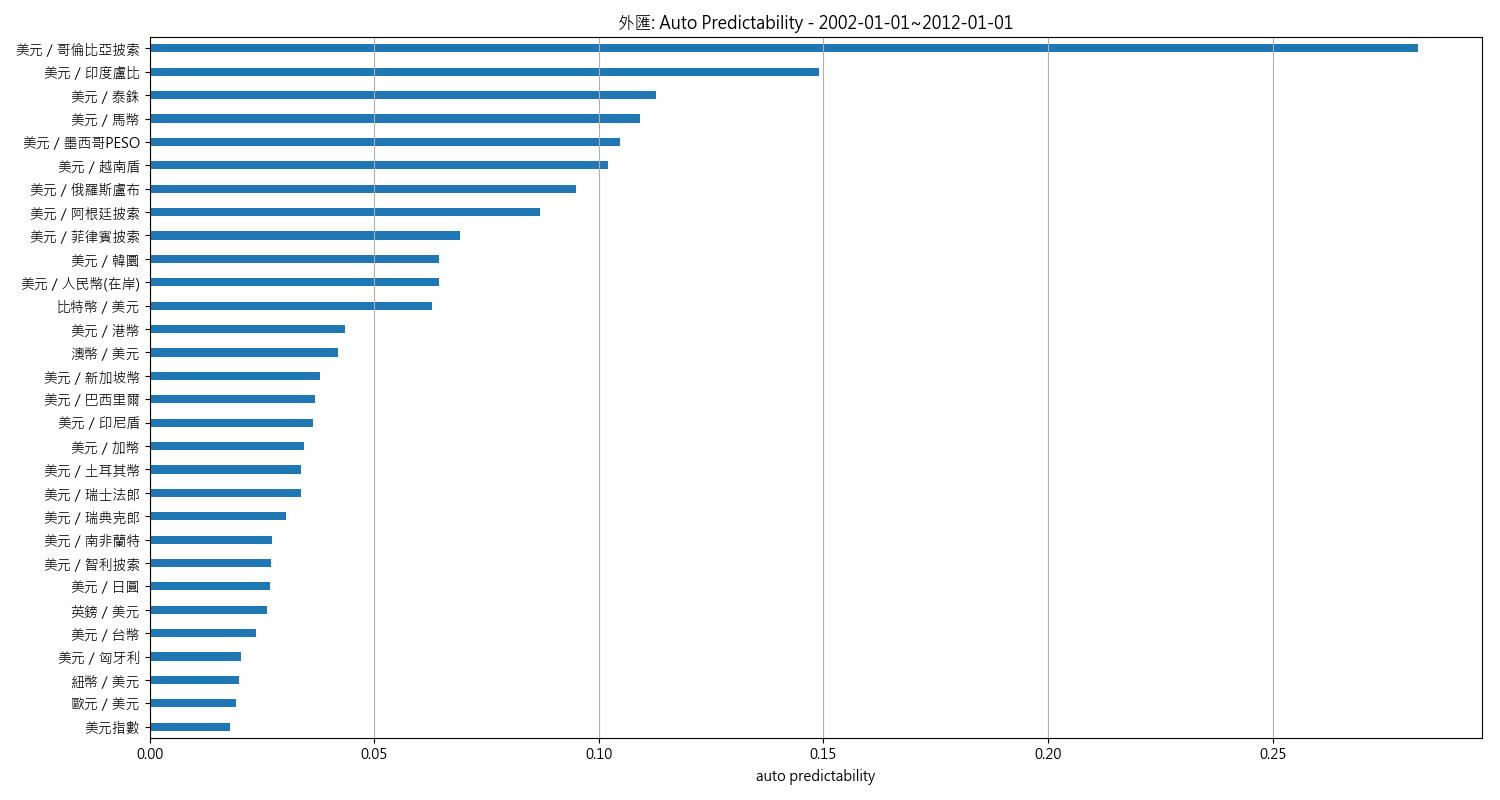 外匯: Auto Predictability - 2002-01-01~2012-01-01
美元 / 哥倫比亞披索
美元 / 印度盧比
美元 / 泰銖
美元 / 馬幣
美元 / 墨西哥PESO
美元 / 越南盾
美元 / 俄羅斯盧布
美元 / 阿根廷披索
美元 / 菲律賓披索
美元 / 韓圜
美元 / 人民幣(在岸)
比特幣 / 美元
美元 / 港幣
澳幣 / 美元
美元 / 新加坡幣
美元 / 巴西里爾
美元 / 印尼盾
美元 / 加幣
美元 / 土耳其幣
美元 / 瑞士法郎
美元 / 瑞典克郎
美元 / 南非蘭特
美元 / 智利披索
美元 / 日圓
英鎊 / 美元
美元 / 台幣
美元 / 匈牙利
紐幣 / 美元
歐元 / 美元
美元指數
0.00 0.05 0.10 0.15 0.20 0.25
auto predictability